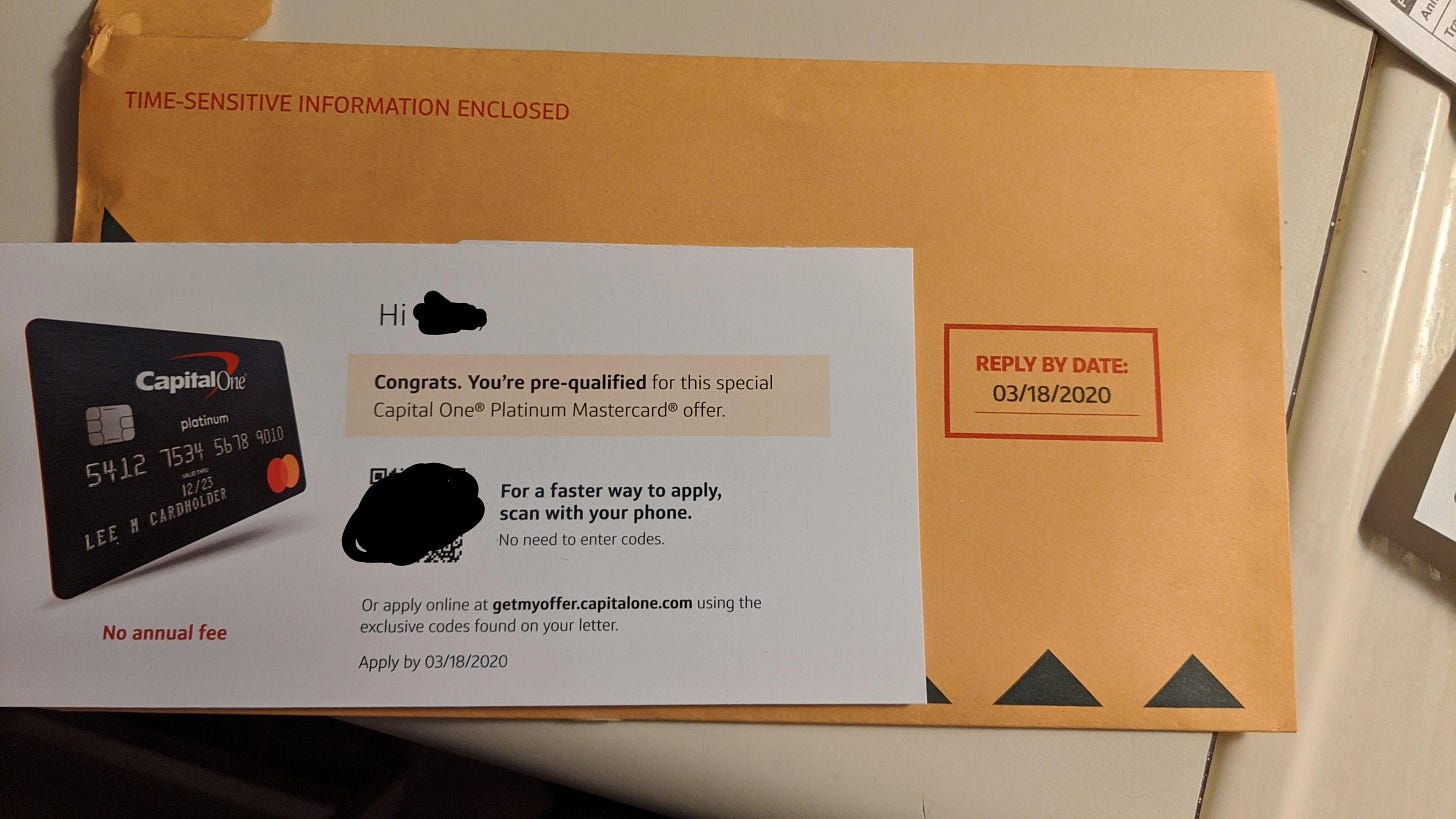 TIME-SENSITIVE INFORMATION ENCLOSED
Hi
Congrats. You're pre-qualified for this special
Capital One® Platinum Mastercard® offer.
CapitalOne
platinum
5412 7534 5678 9010
VALID THRU
12/23
LEE M CARDHOLDER
No annual fee
For a faster way to apply,
scan with your phone.
No need to enter codes.
Or apply online at getmyoffer.capitalone.com using the
exclusive codes found on your letter.
Apply by 03/18/2020
REPLY BY DATE:
03/18/2020